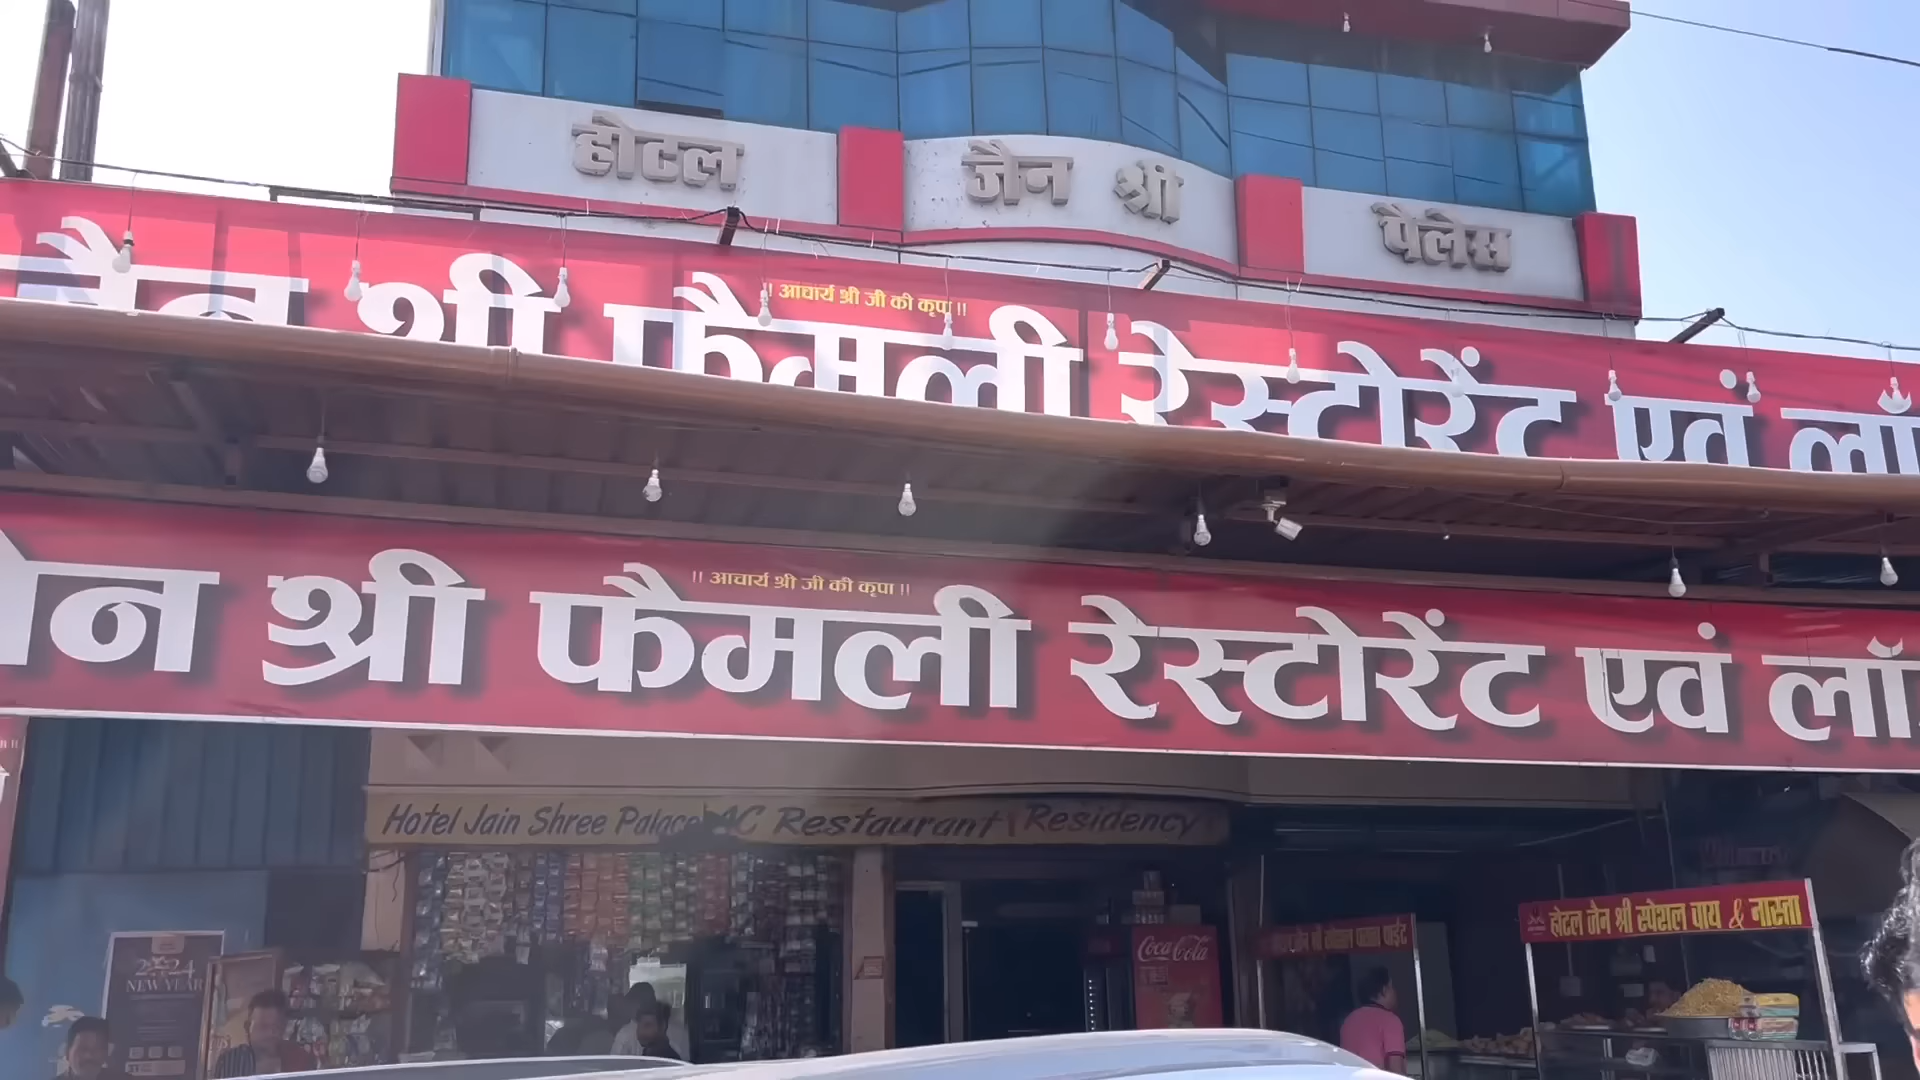 होटल जैन श्री पैलेस
|| आचार्य श्री जी की कृपा ||
जैन श्री फैमली रेस्टोरेंट एवं
|| आचार्य श्री जी की कृपा ||
जैन श्री फैमली रेस्टोरेंट एवं
Hotel Jain Shree Palace AC Restaurant Residency
Coca-Cola
होटल जैन श्री स्पेशल चाय & नास्ता
2024
NEW YEAR